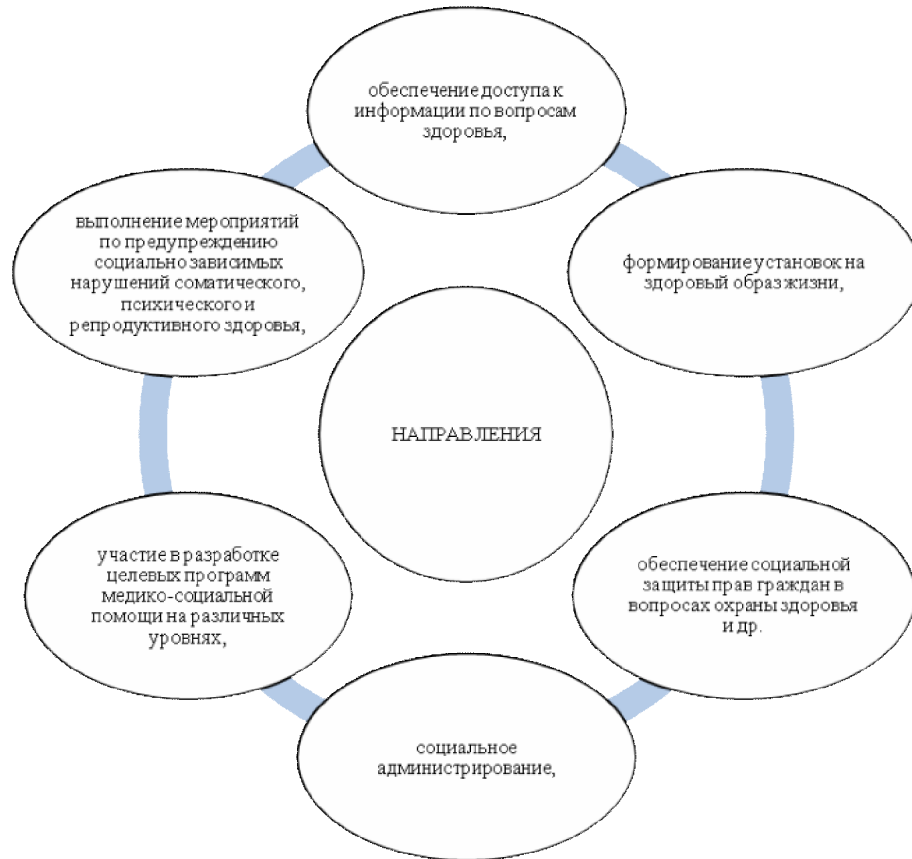 обеспечение доступа к
информации по вопросам
здоровья,
выполнение мероприятий
по предупреждению
социально зависимых
нарушений соматического,
психического и
репродуктивного здоровья,
формирование установок на
здоровый образ жизни,
НАПРАВЛЕНИЯ
участие в разработке
целевых программ
медико-социальной
помощи на различных
уровнях,
обеспечение социальной
защиты прав граждан в
вопросах охраны здоровья
и др.
социальное
администрирование,